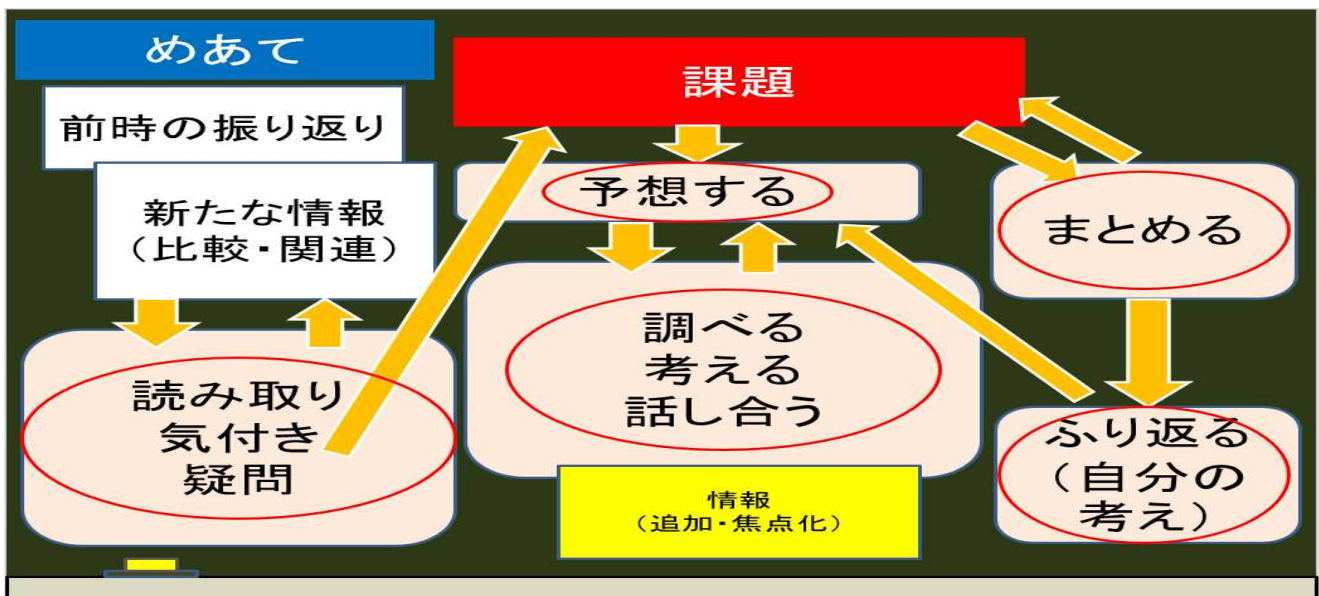 めあて
前時の振り返り
新たな情報
（比較・関連）
読み取り
気付き
疑問
課題
予想する
調べる
考える
話し合う
情報
（追加・焦点化）
まとめる
ふり返る
（自分の
考え）